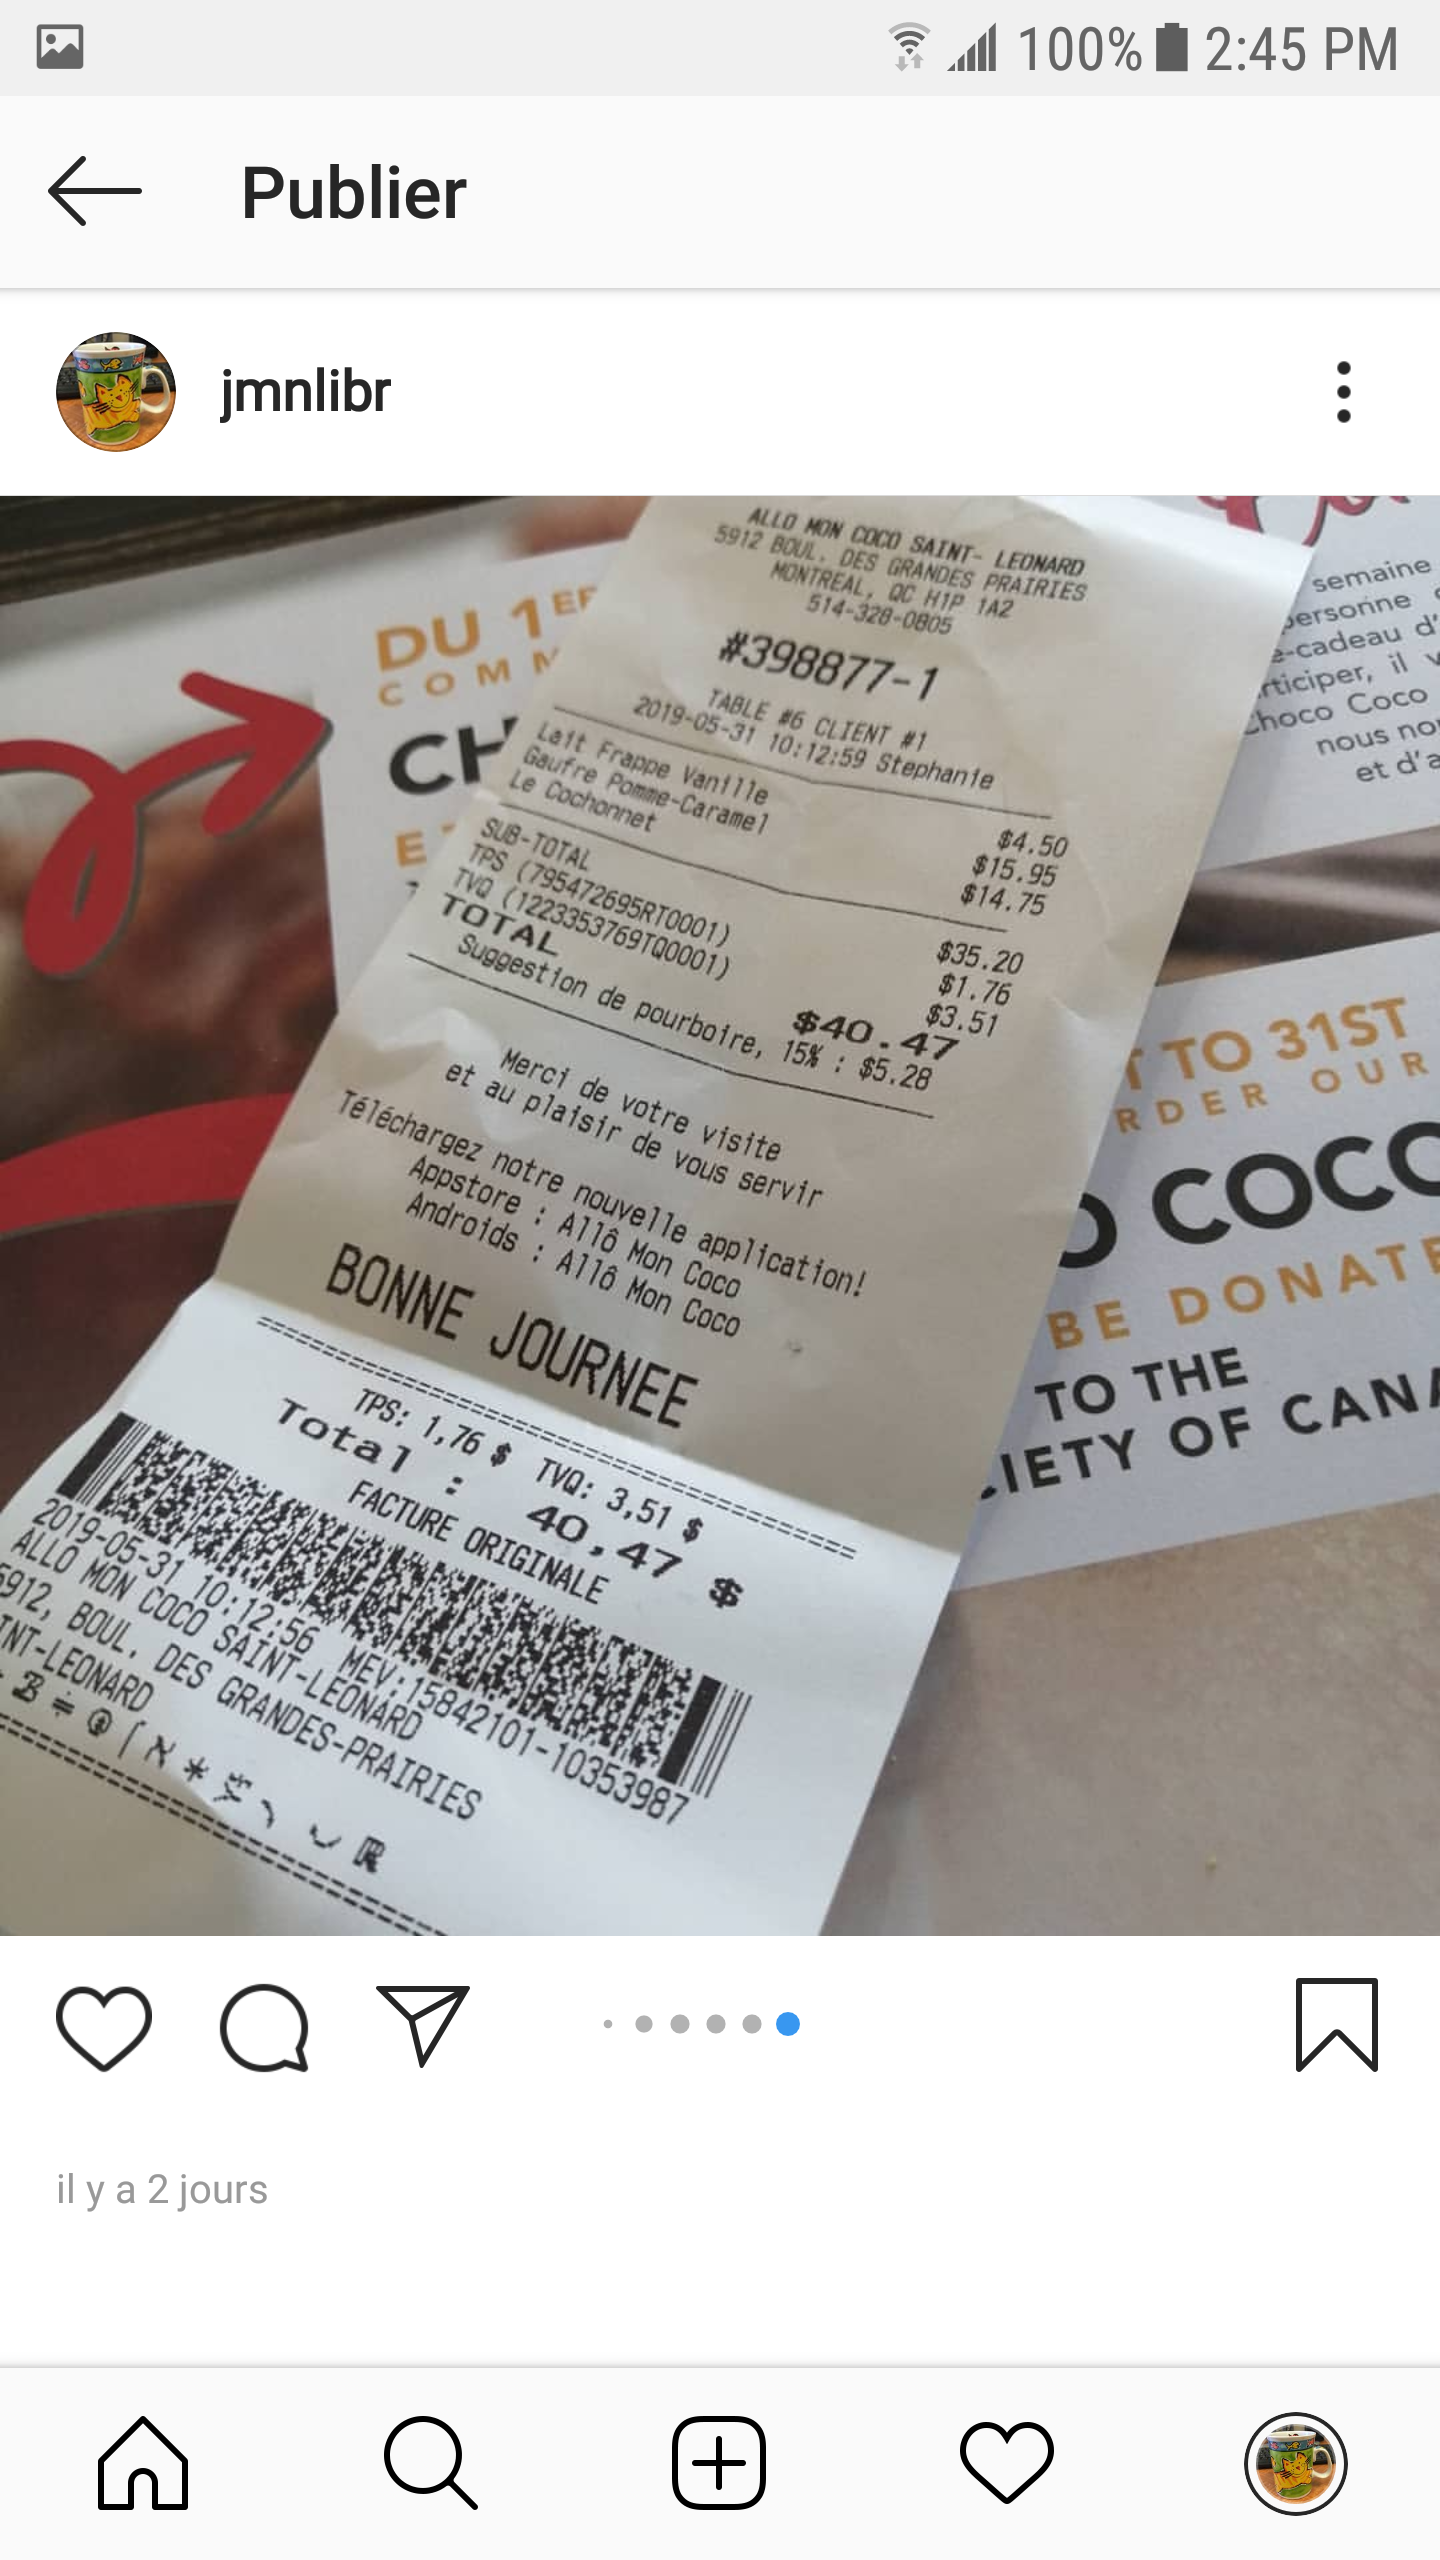 100% 2:45 PM
Publier
jmnlibr
DU 1ER
COMM
CH
semaine
personne
e-cadeau d'
rticiper, il v
Choco Coco
nous no
et d'a
ALLO MON COCO SAINT- LEONARD
5912 BOUL. DES GRANDES PRAIRIES
MONTREAL, QC H1P 1A2
514-328-0805
#398877-1
TABLE #6 CLIENT #1
2019-05-31 10:12:59 Stephanie
Lait Frappe Vanille $4.50
Gaufre Pomme-Caramel $15.95
Le Cochonnet $14.75
SUB-TOTAL $35.20
TPS (795472695RT0001) $1.76
TVQ (1223353769TQ0001) $3.51
TOTAL $40.47
Suggestion de pourboire, 15% : $5.28
Merci de votre visite
et au plaisir de vous servir
Téléchargez notre nouvelle application!
Appstore : Allô Mon Coco
Androids : Allô Mon Coco
BONNE JOURNEE
TPS: 1,76 $ TVQ: 3,51 $
Total : 40,47 $
FACTURE ORIGINALE
2019-05-31 10:12:56 MEV:15842101-10353987
ALLO MON COCO SAINT-LEONARD
5912, BOUL. DES GRANDES-PRAIRIES
INT-LEONARD
T TO 31ST
RDER OUR
O COCO
BE DONATE
TO THE
CIETY OF CANA
il y a 2 jours